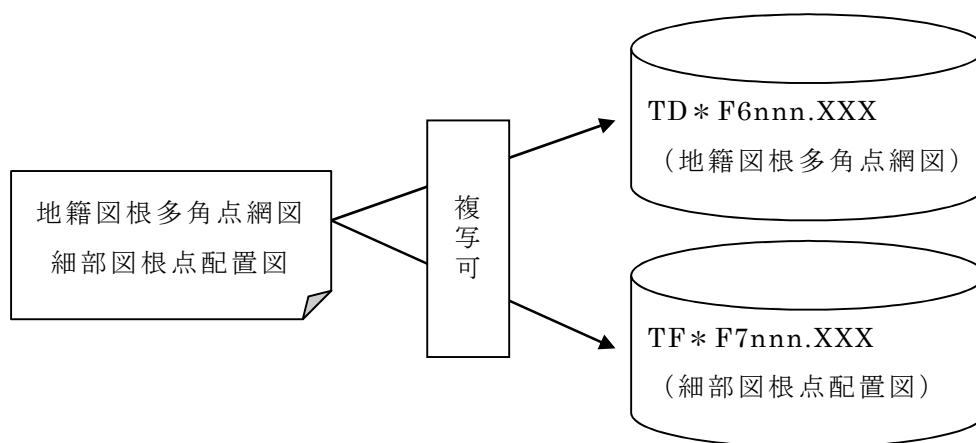 地籍図根多角点網図
細部図根点配置図
複写可
TD＊F6nnn.XXX
（地籍図根多角点網図）
TF＊F7nnn.XXX
（細部図根点配置図）